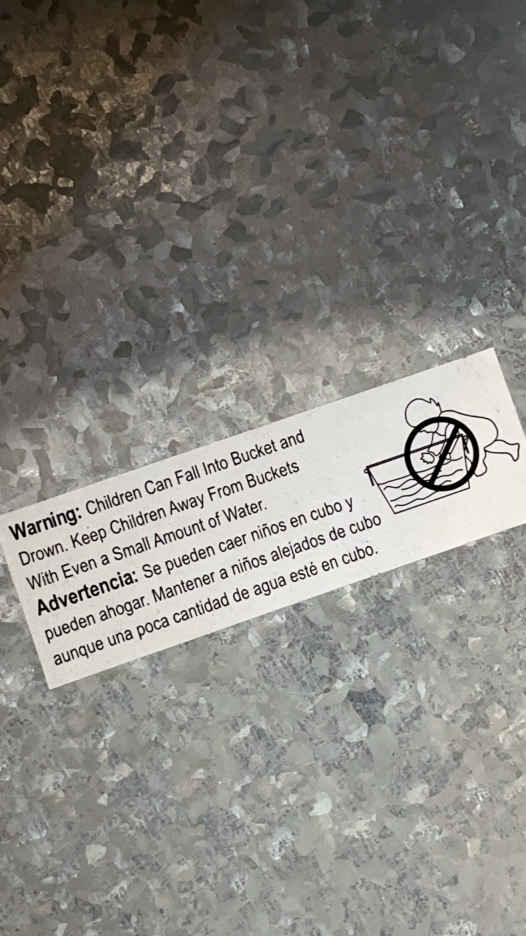 Warning: Children Can Fall Into Bucket and
Drown. Keep Children Away From Buckets
With Even a Small Amount of Water.
Advertencia: Se pueden caer niños en cubo y
pueden ahogar. Mantener a niños alejados de cubo
aunque una poca cantidad de agua esté en cubo.